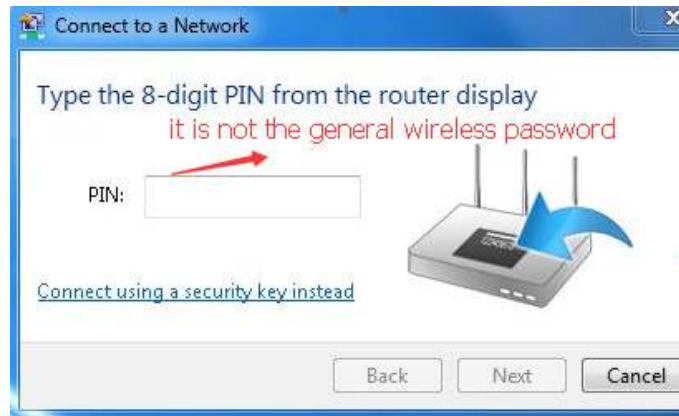 Connect to a Network
Type the 8-digit PIN from the router display
it is not the general wireless password
PIN:
Connect using a security key instead
Back Next Cancel